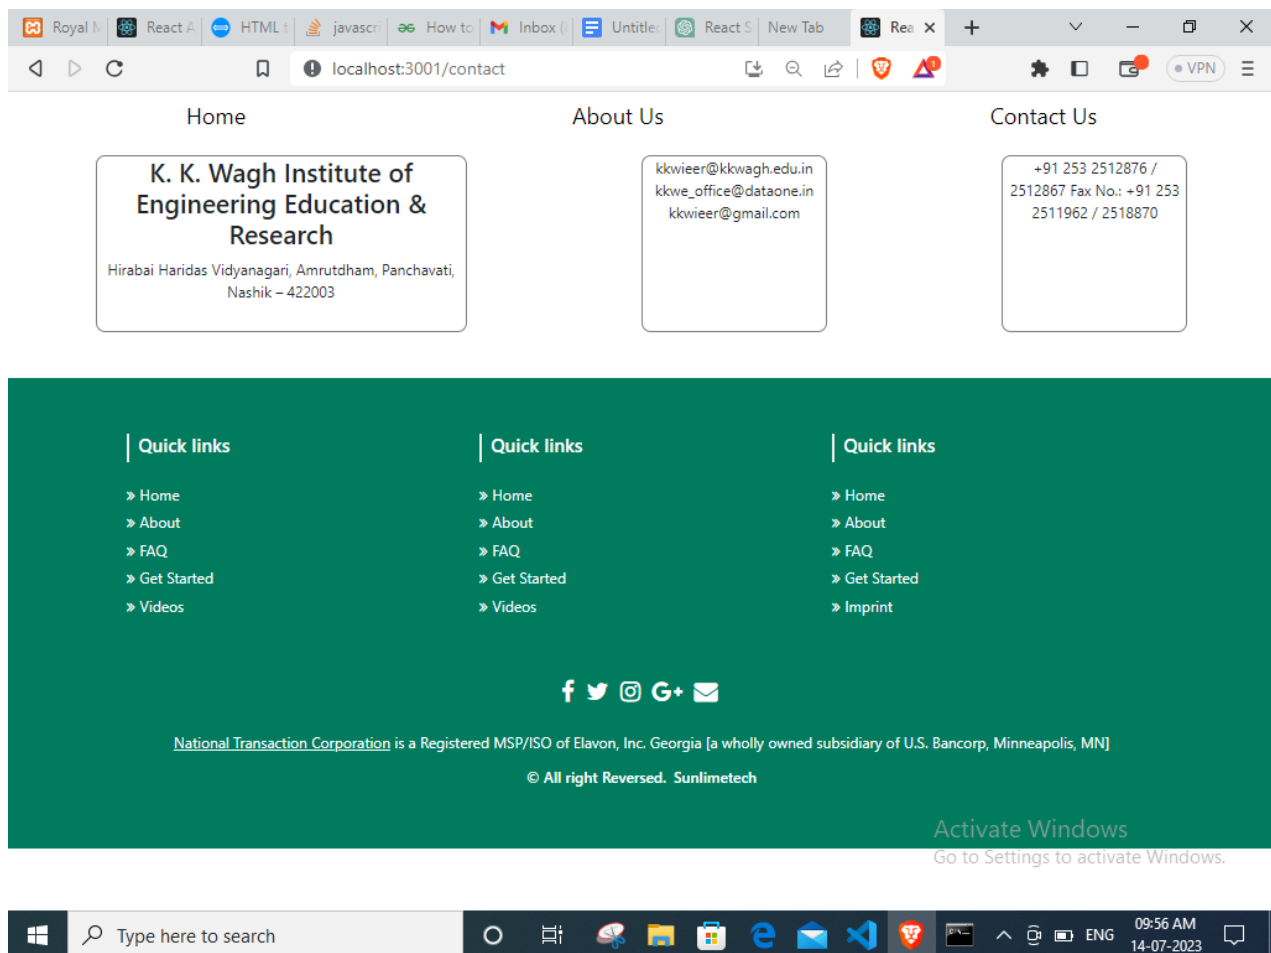 Royal M
React A
HTML t
javascri
How to
Inbox (
Untitled
React S
New Tab
Rea
localhost:3001/contact
1
VPN
Home
About Us
Contact Us
K. K. Wagh Institute of
Engineering Education &
Research
Hirabai Haridas Vidyanagari, Amrutdham, Panchavati,
Nashik – 422003
kkwieer@kkwagh.edu.in
kkwe_office@dataone.in
kkwieer@gmail.com
+91 253 2512876 /
2512867 Fax No.: +91 253
2511962 / 2518870
Quick links
» Home
» About
» FAQ
» Get Started
» Videos
Quick links
» Home
» About
» FAQ
» Get Started
» Videos
Quick links
» Home
» About
» FAQ
» Get Started
» Imprint
National Transaction Corporation is a Registered MSP/ISO of Elavon, Inc. Georgia [a wholly owned subsidiary of U.S. Bancorp, Minneapolis, MN]
© All right Reversed. Sunlimetech
Activate Windows
Go to Settings to activate Windows.
Type here to search
ENG
09:56 AM
14-07-2023